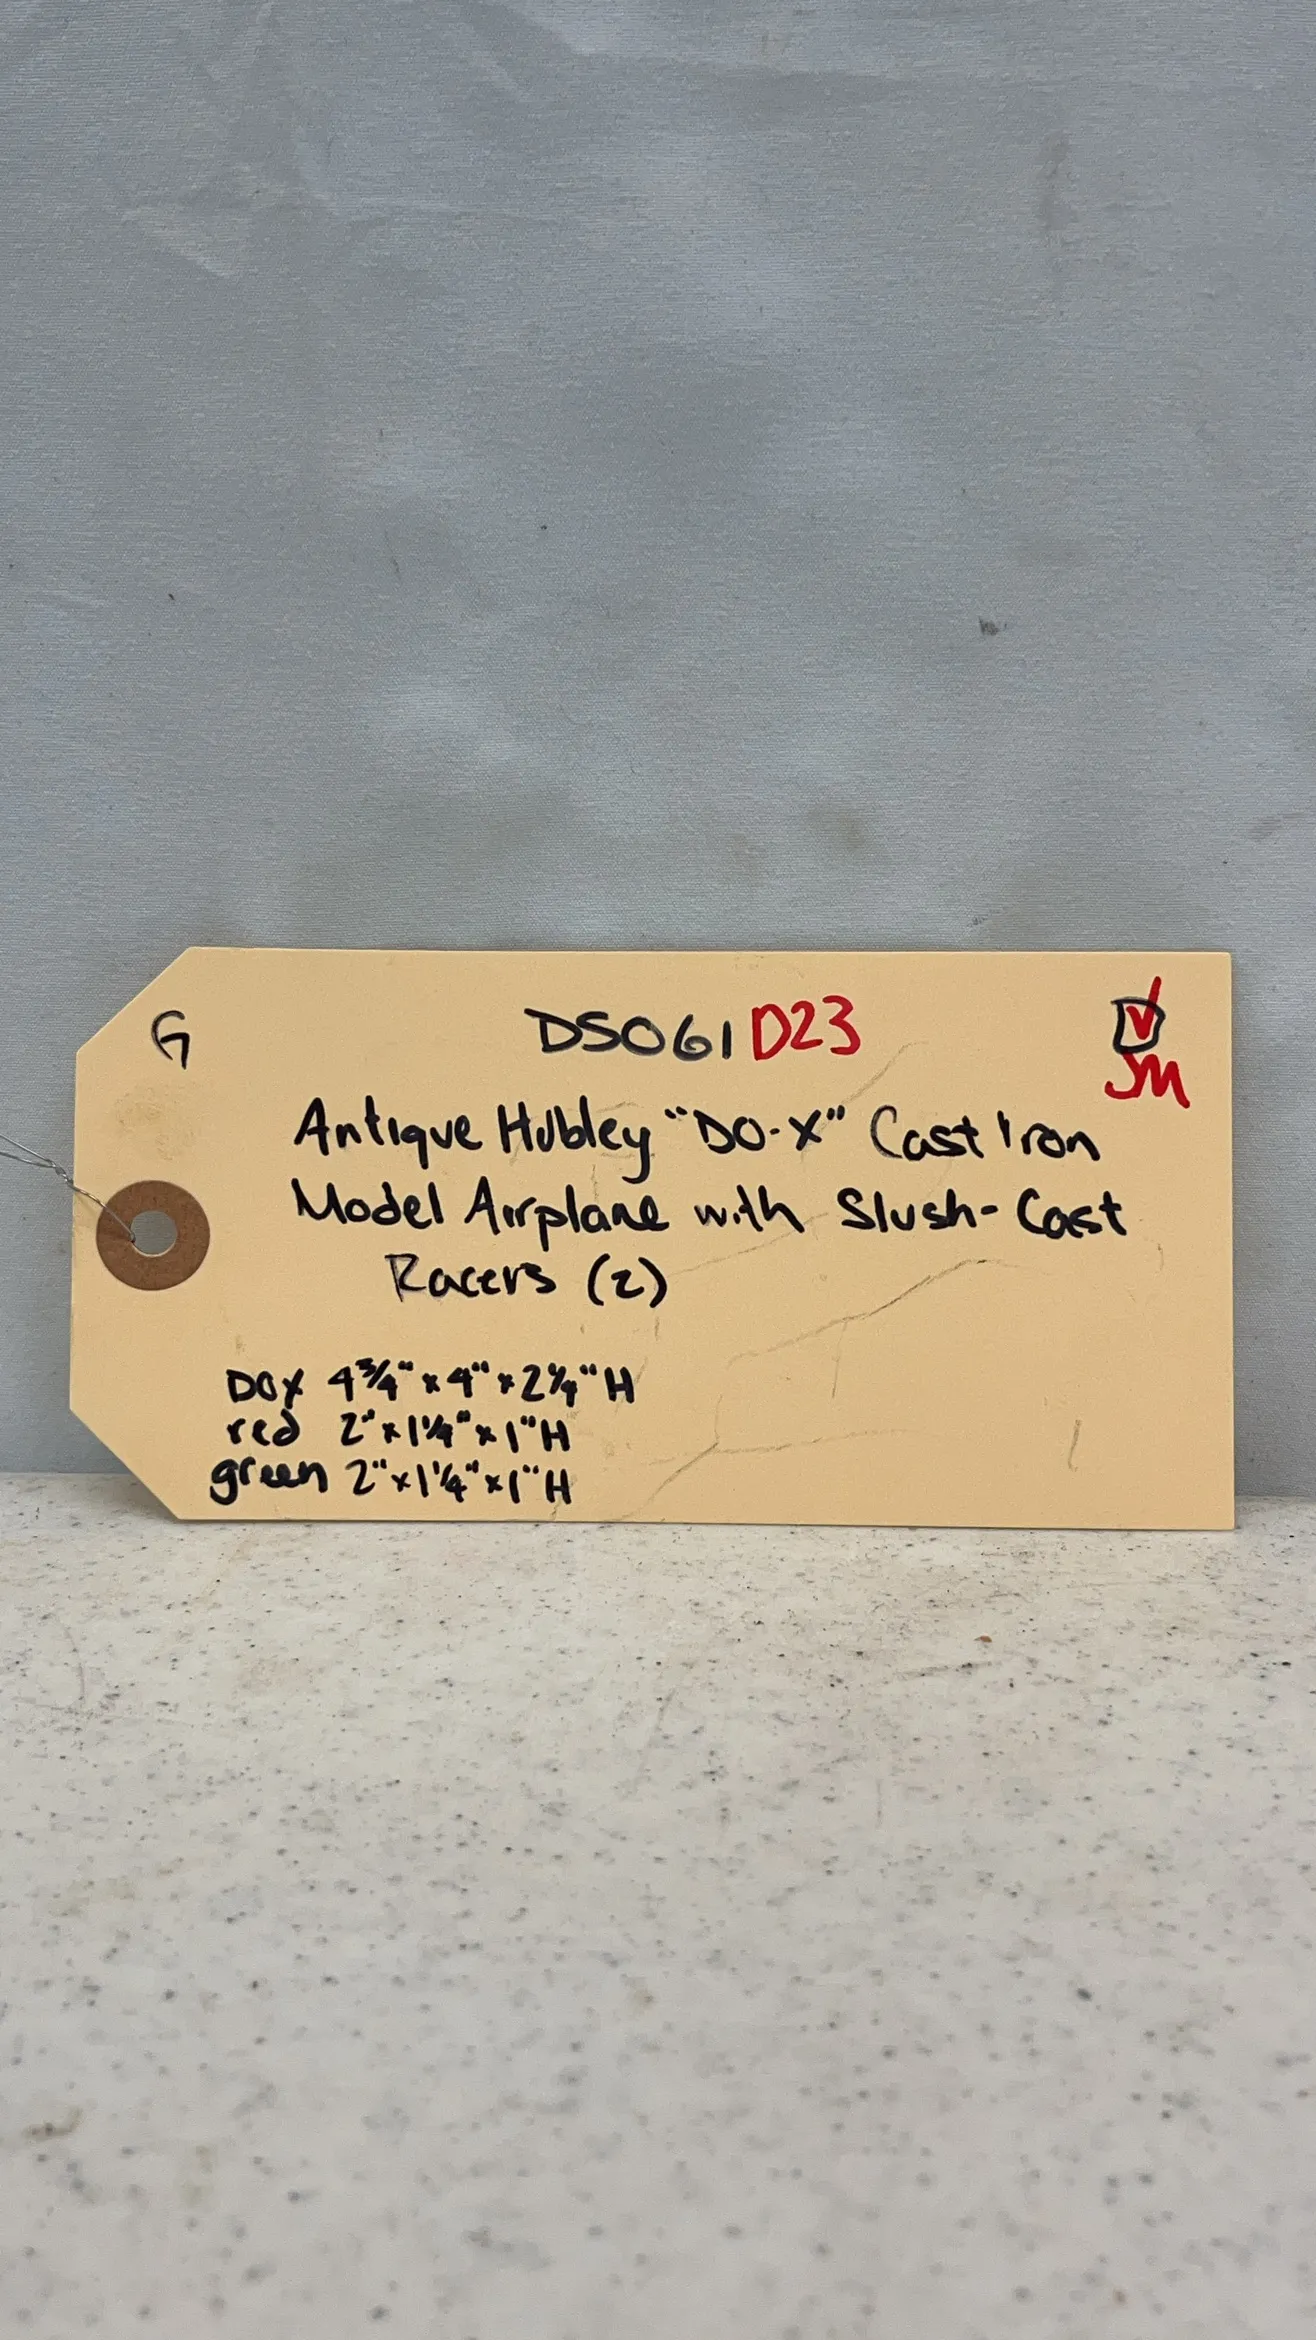 G
DS061D23
JM
Antique Hubley "DO-X" Cast Iron
Model Airplane with Slush-Cast
Racers (2)
DOX 4¾" x 4" x 2¼" H
red 2" x 1¼" x 1" H
green 2" x 1¼" x 1" H